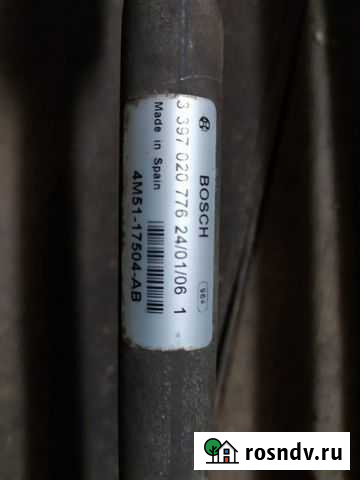 BOSCH
3 397 020 776 24/01/06 1
Made in Spain
4M51-17504-AB
rosndv.ru